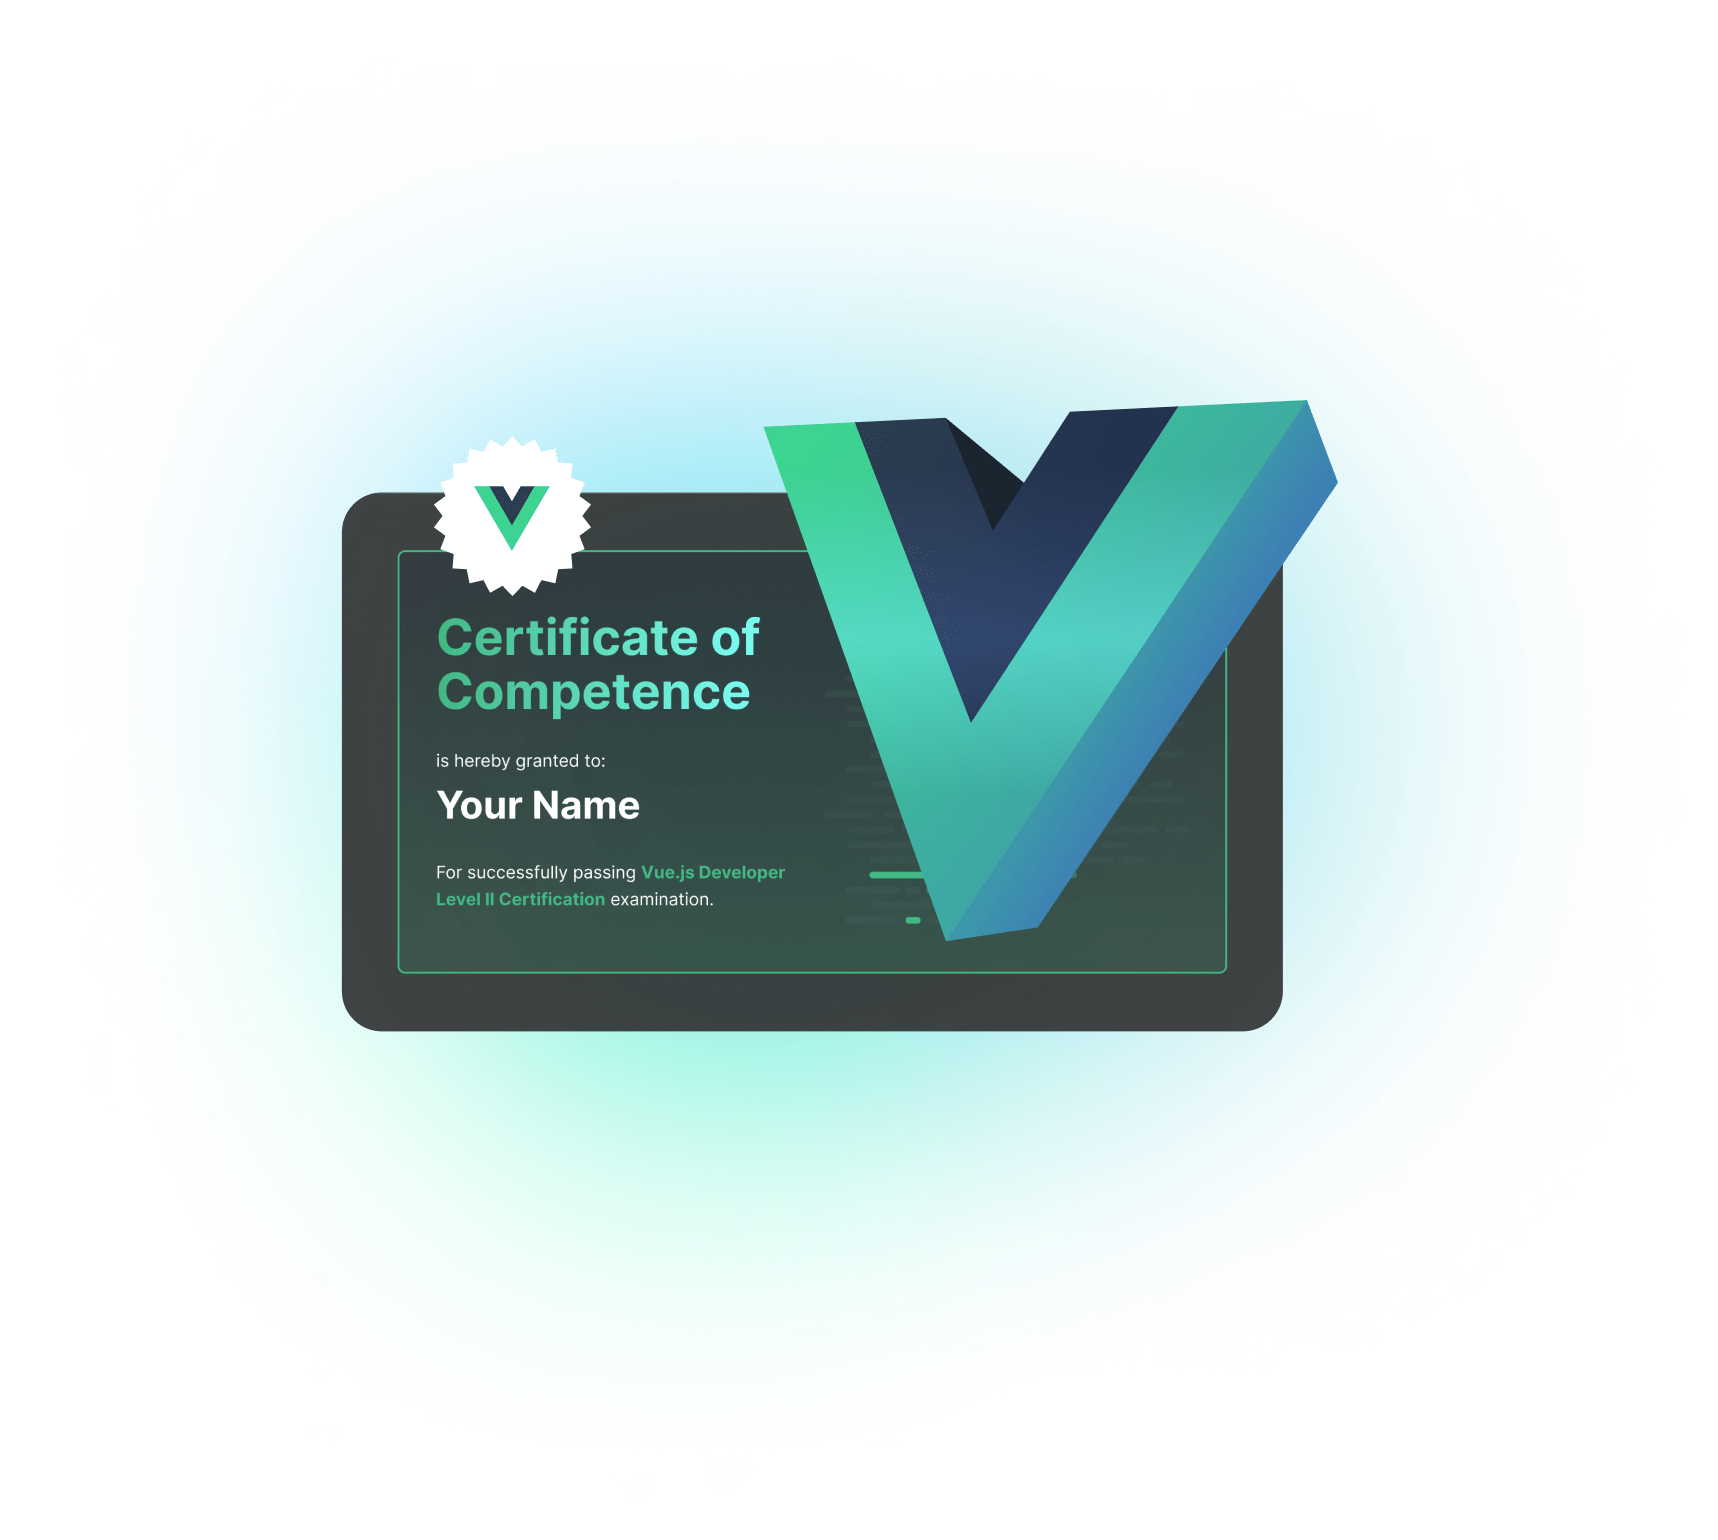 Certificate of
Competence
is hereby granted to:
Your Name
For successfully passing Vue.js Developer
Level II Certification examination.